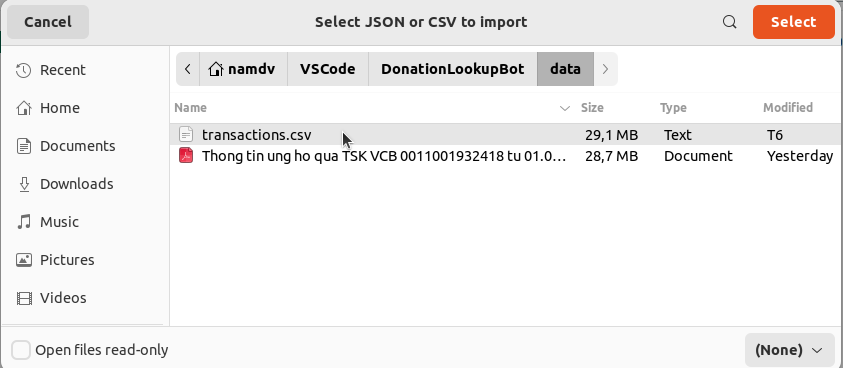 Cancel Select JSON or CSV to import Select
Recent
Home
Documents
Downloads
Music
Pictures
Videos
namdv VSCode DonationLookupBot data
Name Size Type Modified
transactions.csv 29,1 MB Text T6
Thong tin ung ho qua TSK VCB 0011001932418 tu 01.0… 28,7 MB Document Yesterday
Open files read-only (None)